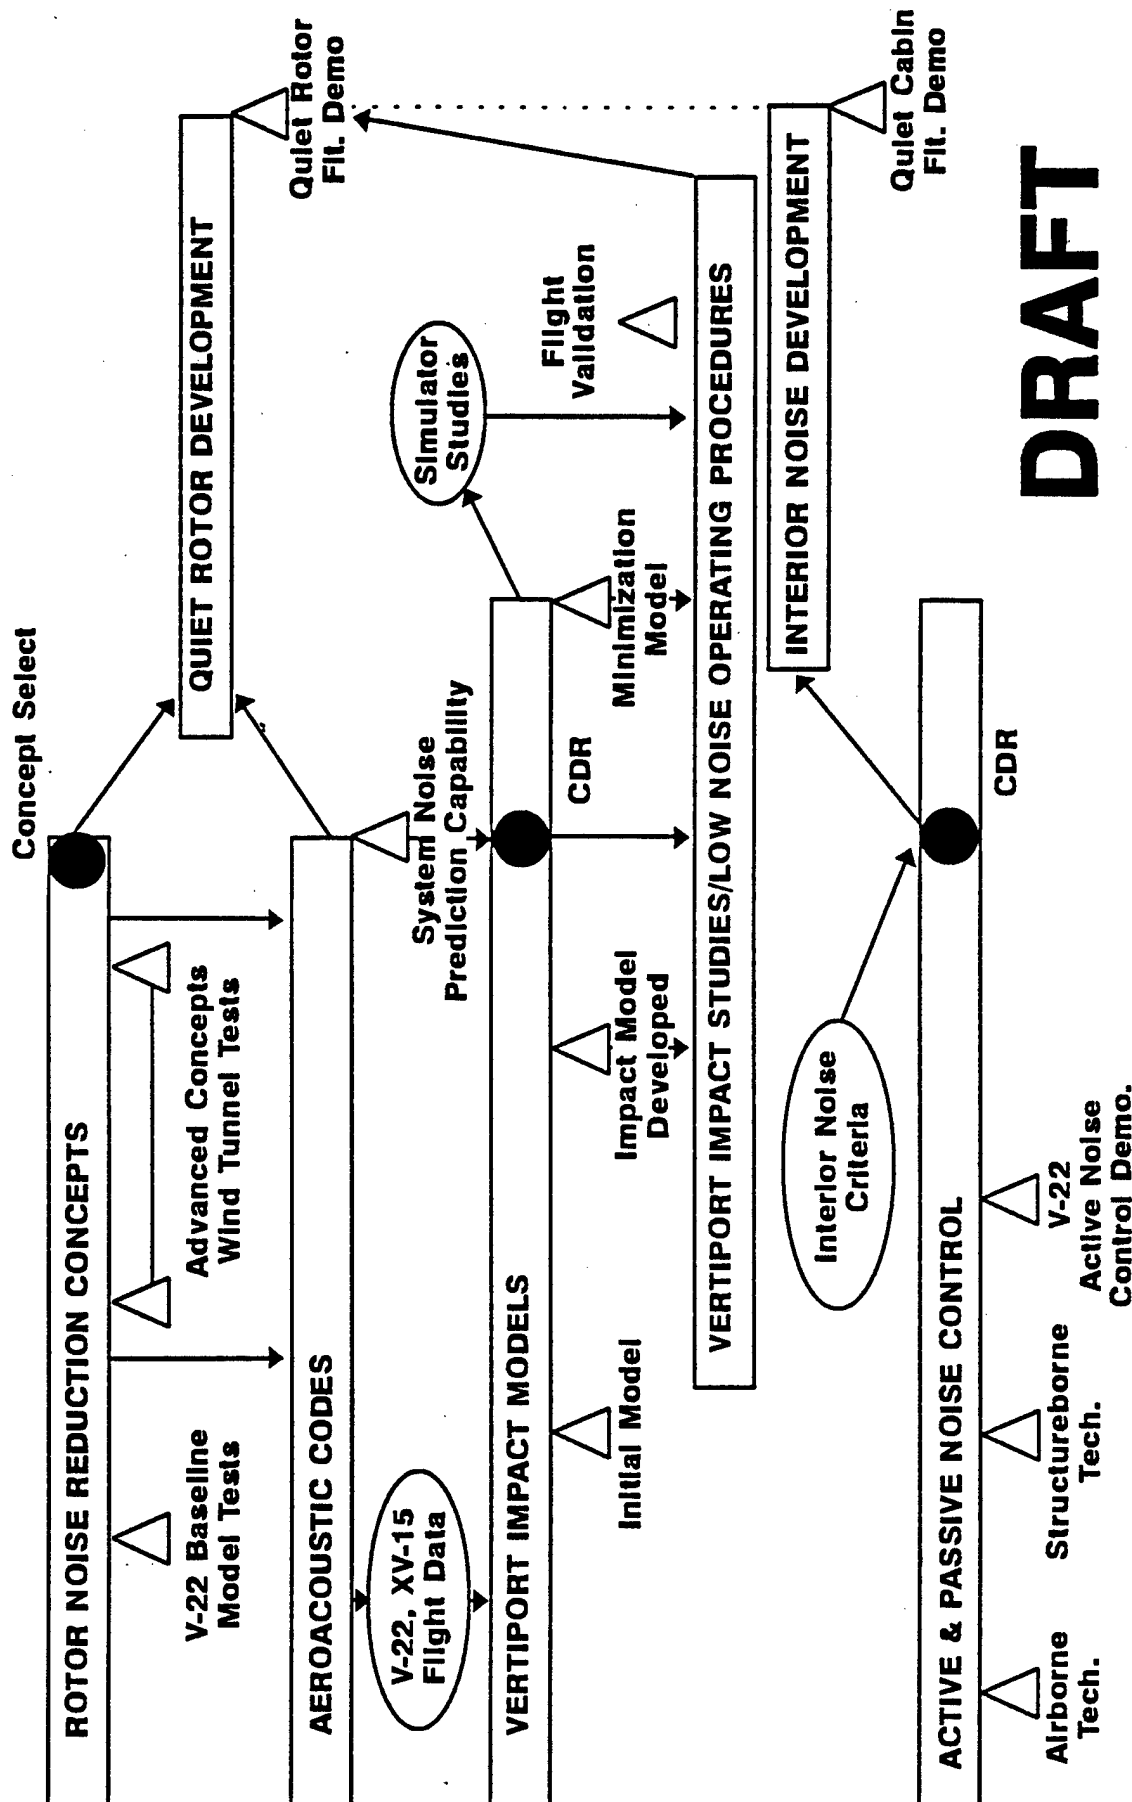 Concept Select
ROTOR NOISE REDUCTION CONCEPTS
V-22 Baseline
Model Tests
Advanced Concepts
Wind Tunnel Tests
QUIET ROTOR DEVELOPMENT
Quiet Rotor
Flt. Demo
AEROACOUSTIC CODES
System Noise
Prediction Capability
V-22, XV-15
Flight Data
Simulator
Studies
VERTIPORT IMPACT MODELS
CDR
Initial Model
Impact Model
Developed
Minimization
Model
Flight
Validation
VERTIPORT IMPACT STUDIES/LOW NOISE OPERATING PROCEDURES
INTERIOR NOISE DEVELOPMENT
Quiet Cabin
Flt. Demo
Interior Noise
Criteria
ACTIVE & PASSIVE NOISE CONTROL
CDR
Airborne
Tech.
Structureborne
Tech.
V-22
Active Noise
Control Demo.
DRAFT